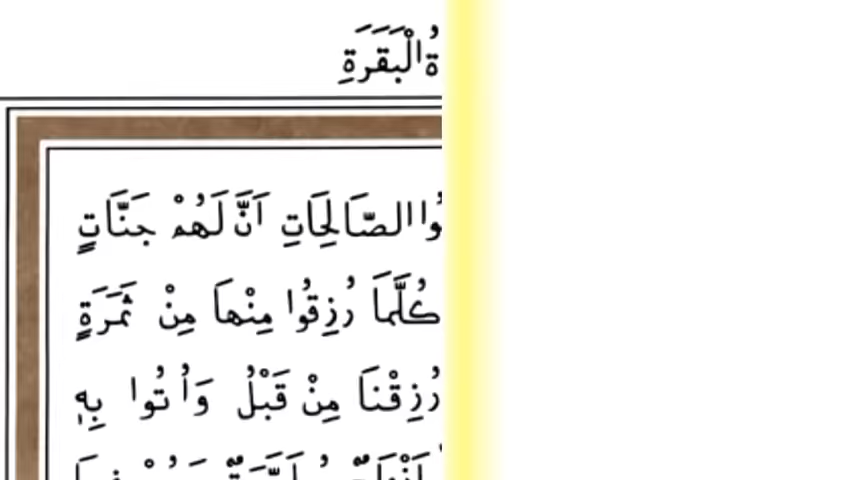 ةُ الْبَقَرَةِ
وا الصَّالِحَاتِ اَنَّ لَهُمْ جَنَّاتٍ
كُلَّمَا رُزِقُوا مِنْهَا مِنْ ثَمَرَةٍ
رُزِقْنَا مِنْ قَبْلُ وَاُتُوا بِهِ